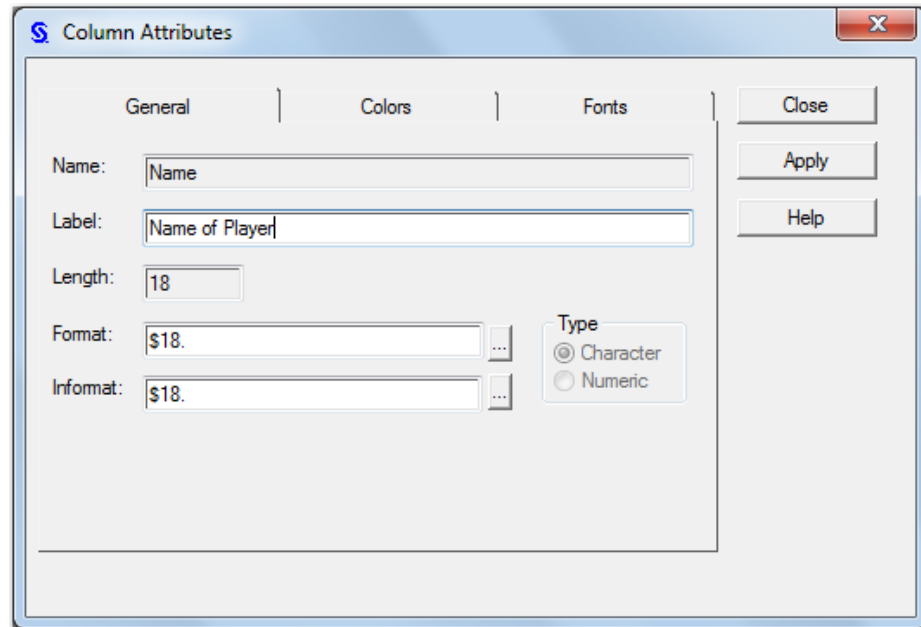 Column Attributes
General Colors Fonts
Close
Name: Name
Apply
Label: Name of Player
Help
Length: 18
Format: $18. ...
Type
Character
Numeric
Informat: $18. ...